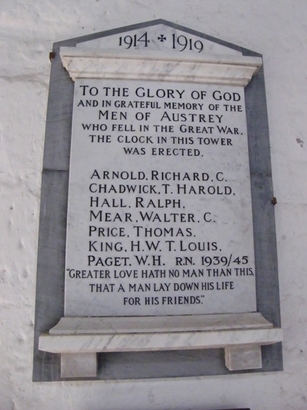 1914 ✠ 1919
TO THE GLORY OF GOD
AND IN GRATEFUL MEMORY OF THE
MEN OF AUSTREY
WHO FELL IN THE GREAT WAR,
THE CLOCK IN THIS TOWER
WAS ERECTED.
ARNOLD, RICHARD, C.
CHADWICK, T. HAROLD.
HALL, RALPH.
MEAR, WALTER. C.
PRICE, THOMAS.
KING, H.W.T. LOUIS.
PAGET, W.H. R.N. 1939/45
"GREATER LOVE HATH NO MAN THAN THIS,
THAT A MAN LAY DOWN HIS LIFE
FOR HIS FRIENDS."